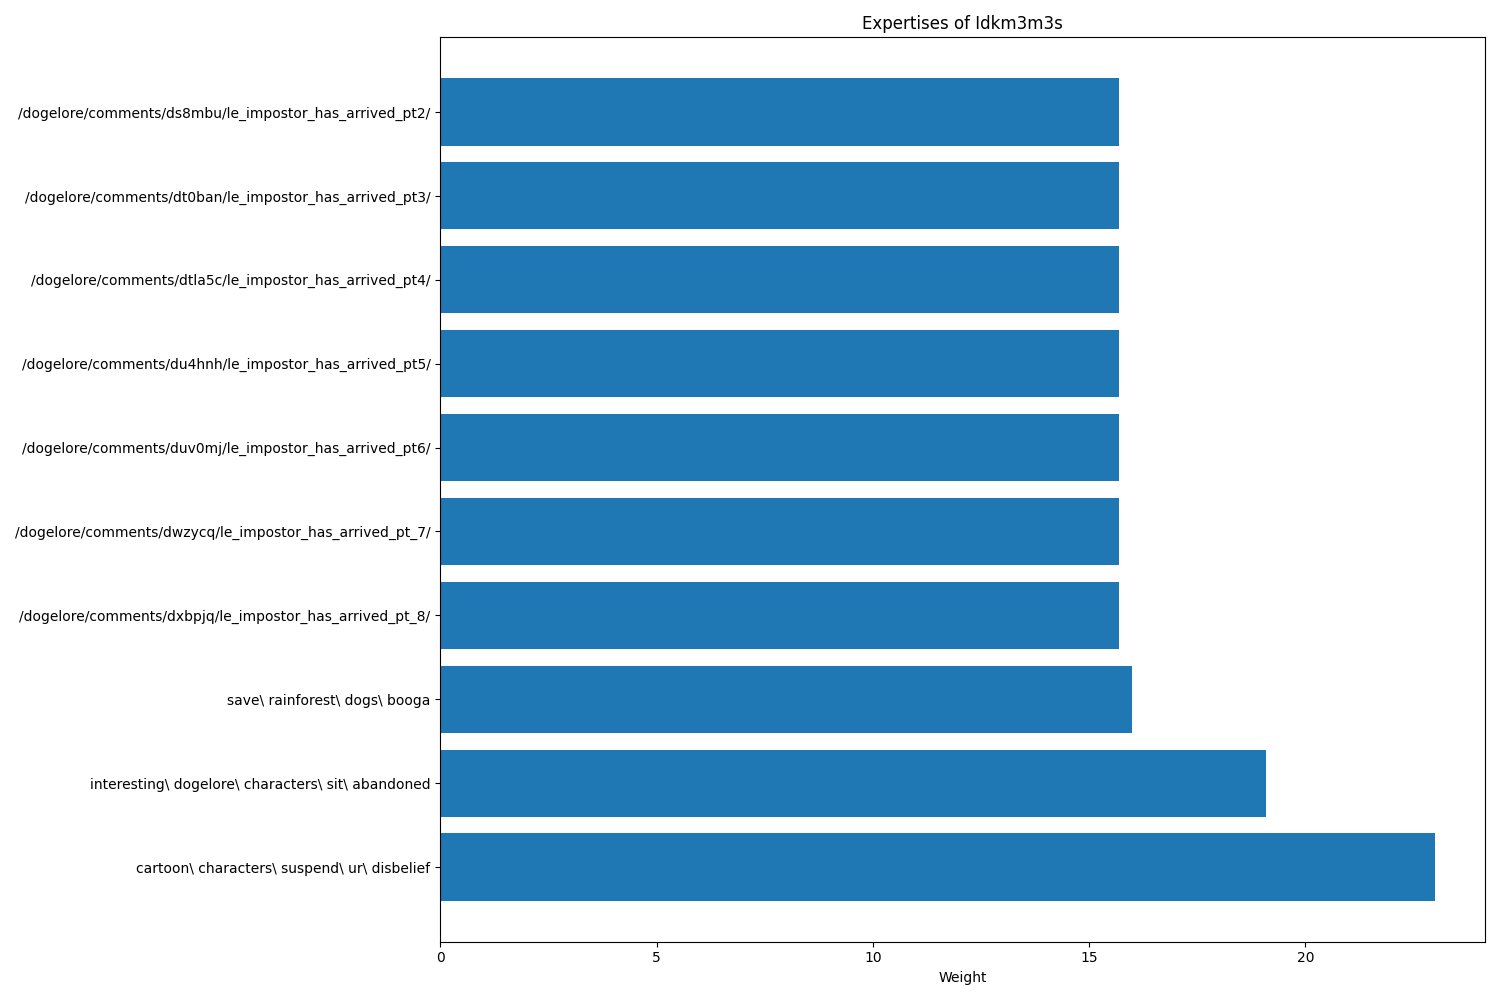 Expertises of Idkm3m3s
/dogelore/comments/ds8mbu/le_impostor_has_arrived_pt2/
/dogelore/comments/dt0ban/le_impostor_has_arrived_pt3/
/dogelore/comments/dtla5c/le_impostor_has_arrived_pt4/
/dogelore/comments/du4hnh/le_impostor_has_arrived_pt5/
/dogelore/comments/duv0mj/le_impostor_has_arrived_pt6/
/dogelore/comments/dwzycq/le_impostor_has_arrived_pt_7/
/dogelore/comments/dxbpjq/le_impostor_has_arrived_pt_8/
save\ rainforest\ dogs\ booga
interesting\ dogelore\ characters\ sit\ abandoned
cartoon\ characters\ suspend\ ur\ disbelief
0 5 10 15 20
Weight